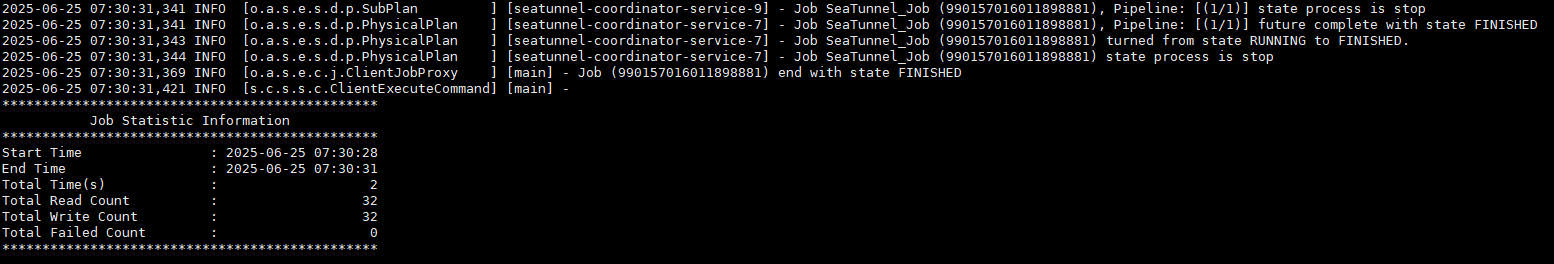 2025-06-25 07:30:31,341 INFO  [o.a.s.e.s.d.p.SubPlan         ] [seatunnel-coordinator-service-9] - Job SeaTunnel_Job (990157016011898881), Pipeline: [(1/1)] state process is stop
2025-06-25 07:30:31,341 INFO  [o.a.s.e.s.d.p.PhysicalPlan    ] [seatunnel-coordinator-service-7] - Job SeaTunnel_Job (990157016011898881), Pipeline: [(1/1)] future complete with state FINISHED
2025-06-25 07:30:31,343 INFO  [o.a.s.e.s.d.p.PhysicalPlan    ] [seatunnel-coordinator-service-7] - Job SeaTunnel_Job (990157016011898881) turned from state RUNNING to FINISHED.
2025-06-25 07:30:31,344 INFO  [o.a.s.e.s.d.p.PhysicalPlan    ] [seatunnel-coordinator-service-7] - Job SeaTunnel_Job (990157016011898881) state process is stop
2025-06-25 07:30:31,369 INFO  [o.a.s.e.c.j.ClientJobProxy    ] [main] - Job (990157016011898881) end with state FINISHED
2025-06-25 07:30:31,421 INFO  [s.c.s.s.c.ClientExecuteCommand] [main] -
***********************************************
           Job Statistic Information
***********************************************
Start Time                : 2025-06-25 07:30:28
End Time                  : 2025-06-25 07:30:31
Total Time(s)             :                   2
Total Read Count          :                  32
Total Write Count         :                  32
Total Failed Count        :                   0
***********************************************